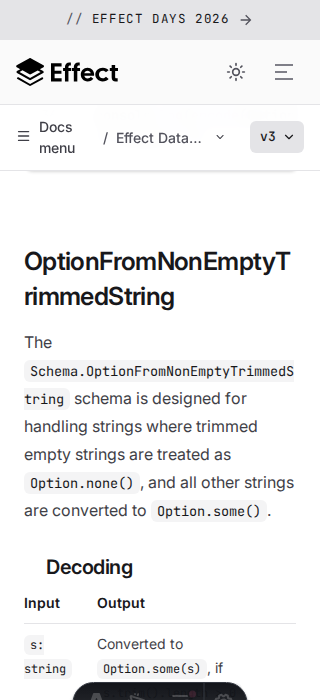 // EFFECT DAYS 2026 →
Effect
Docs
menu
/ Effect Data...
v3
OptionFromNonEmptyT
rimmedString
The
Schema.OptionFromNonEmptyTrimmedS
tring schema is designed for
handling strings where trimmed
empty strings are treated as
Option.none() , and all other strings
are converted to Option.some() .
Decoding
Input Output
s: Converted to
string Option.some(s) , if